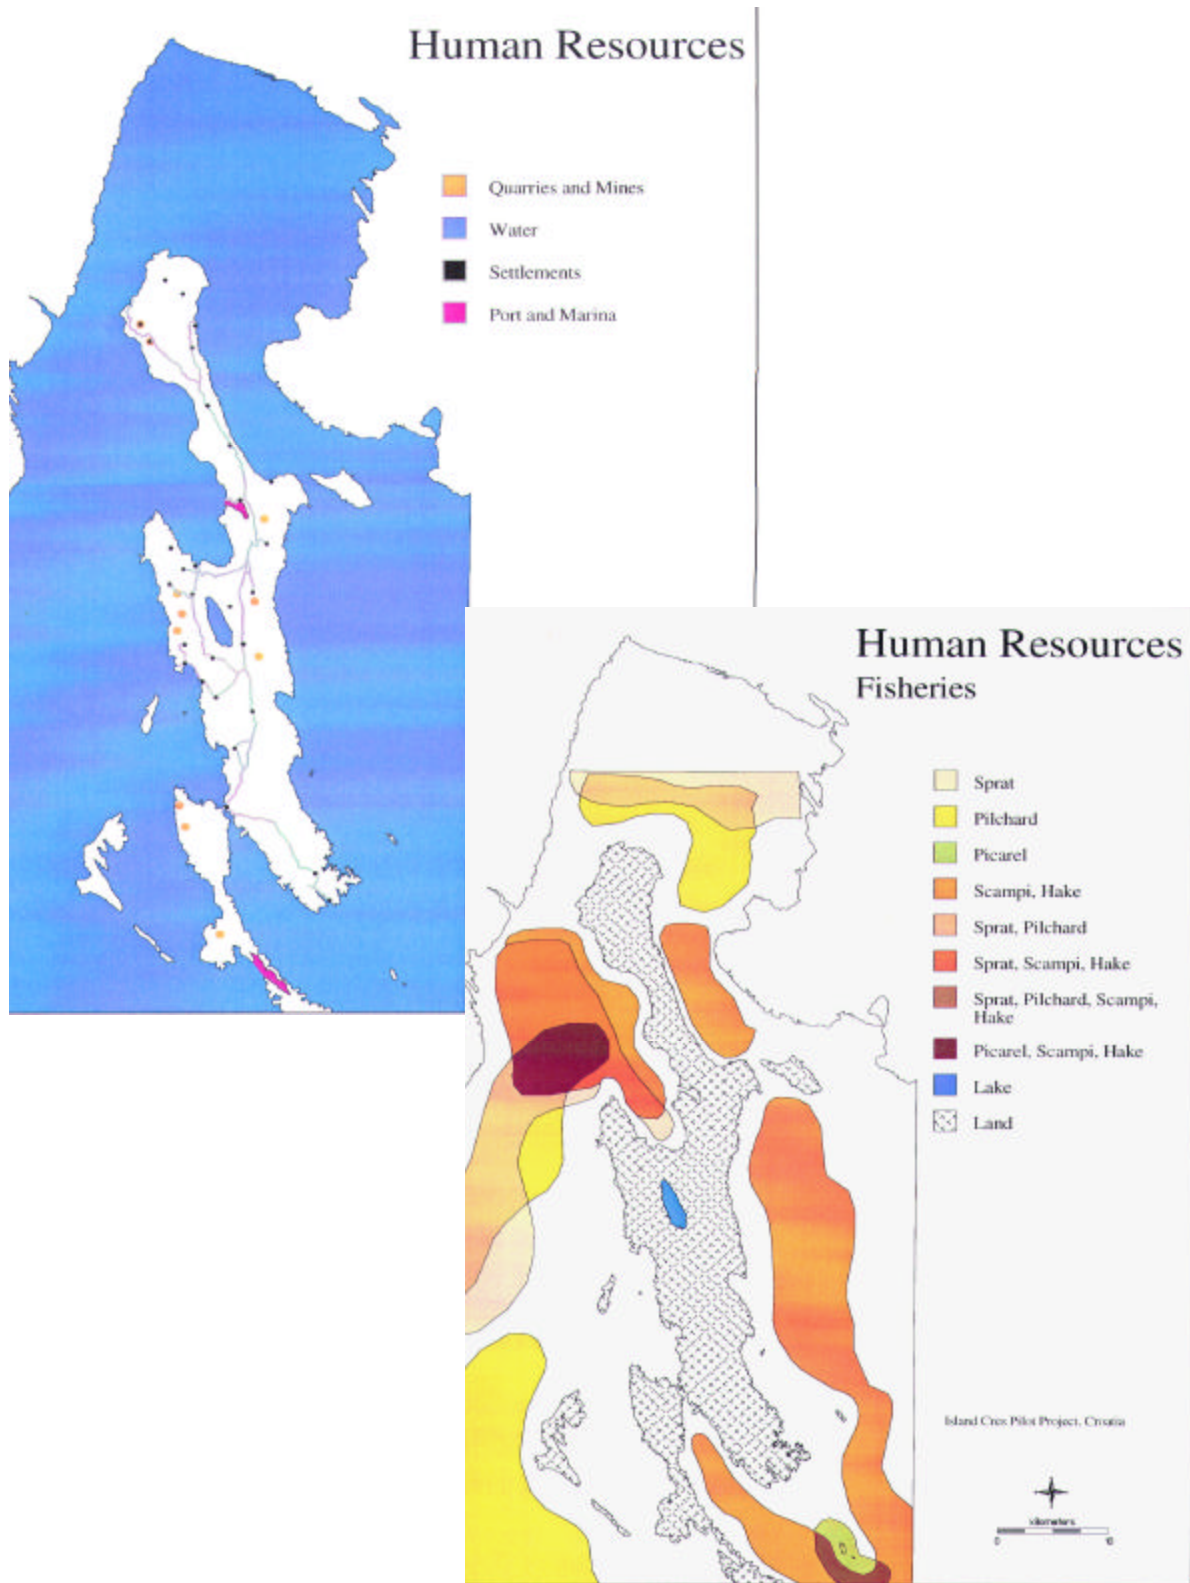 Human Resources
Quarries and Mines
Water
Settlements
Port and Marina
Human Resources
Fisheries
Sprat
Pilchard
Picarel
Scampi, Hake
Sprat, Pilchard
Sprat, Scampi, Hake
Sprat, Pilchard, Scampi,
Hake
Picarel, Scampi, Hake
Lake
Land
Island Cres Pilot Project, Croatia
kilometers
0 10